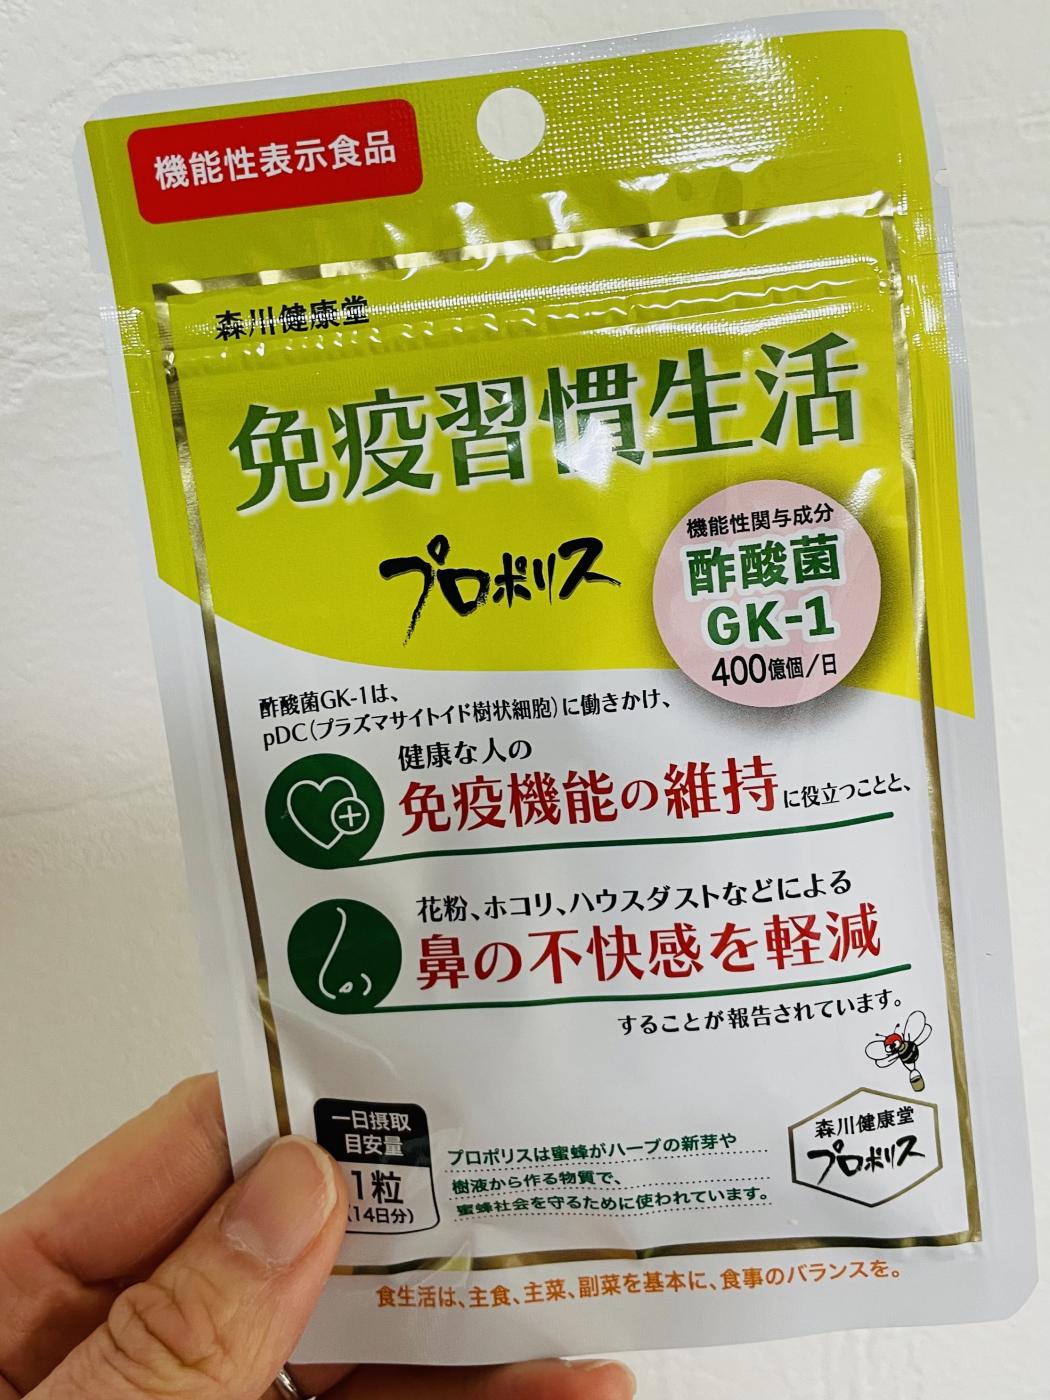 機能性表示食品
森川健康堂
免疫習慣生活
プロポリス
機能性関与成分
酢酸菌
GK-1
400億個/日
酢酸菌GK-1は、
pDC(プラズマサイトイド樹状細胞)に働きかけ、
健康な人の
免疫機能の維持に役立つことと、
花粉、ホコリ、ハウスダストなどによる
鼻の不快感を軽減
することが報告されています。
一日摂取
目安量
1粒
(14日分)
プロポリスは蜜蜂がハーブの新芽や
樹液から作る物質で、
蜜蜂社会を守るために使われています。
森川健康堂
プロポリス
食生活は、主食、主菜、副菜を基本に、食事のバランスを。